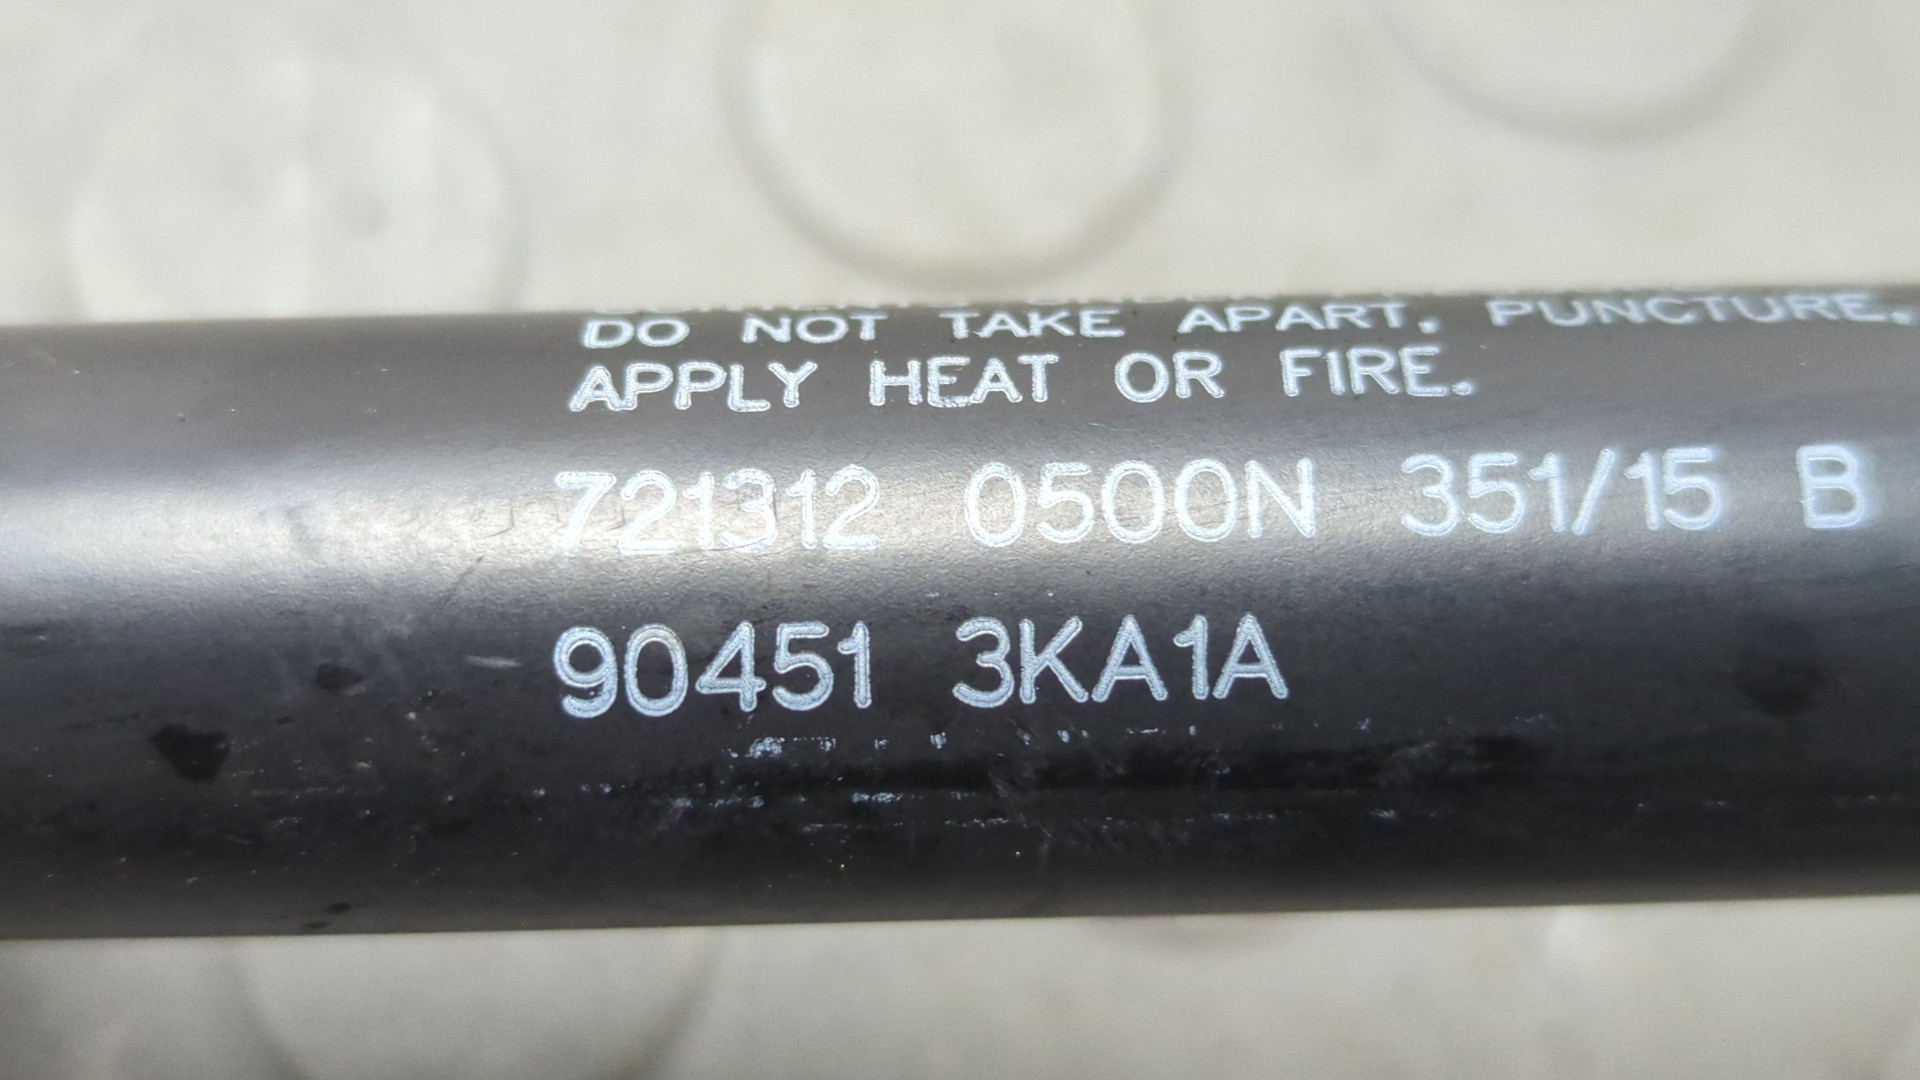 DO NOT TAKE APART, PUNCTURE,
APPLY HEAT OR FIRE.
721312 0500N 351/15 B
90451 3KA1A